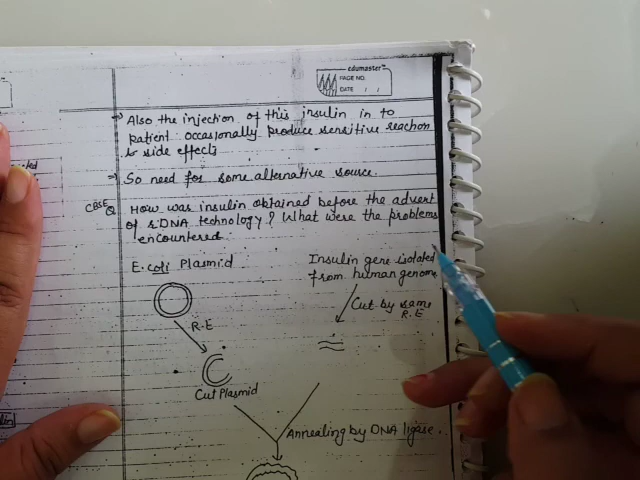 edumaster™
PAGE NO.
DATE / /
→ Also the injection of this insulin in to
patient occasionally produce sensitive reaction
& side effects
→ So need for some alternative source.
CBSE
Q How was insulin obtained before the advent
of rDNA technology? What were the problems
encountered
E.coli Plasmid
Insulin gene isolated
from human genome.
R.E
Cut by same
R.E
Cut Plasmid
Annealing by DNA ligase.